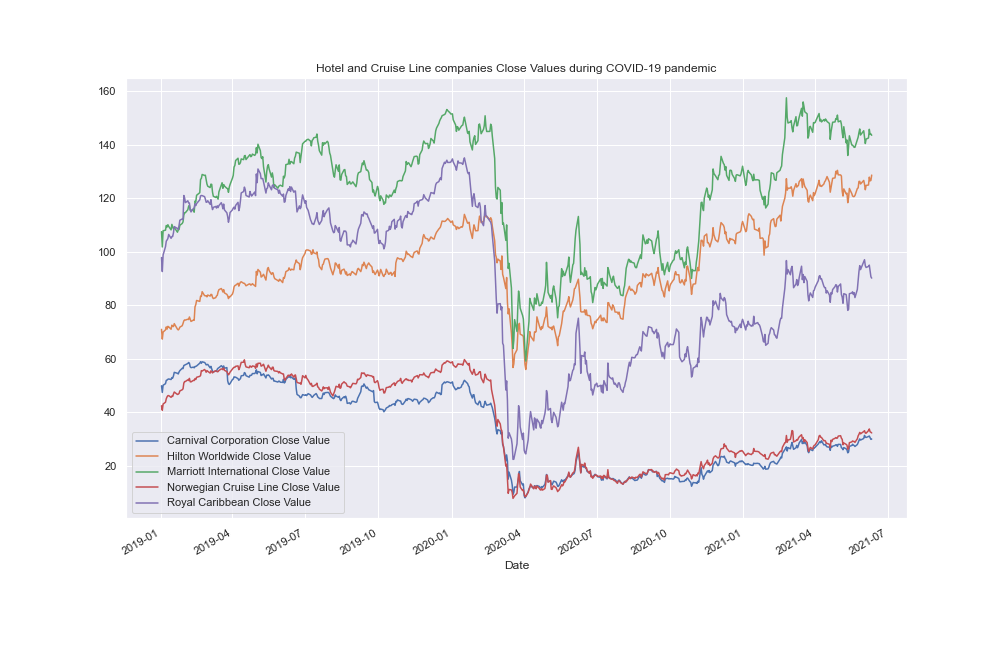 Hotel and Cruise Line companies Close Values during COVID-19 pandemic
160
140
120
100
80
60
40
20
Carnival Corporation Close Value
Hilton Worldwide Close Value
Marriott International Close Value
Norwegian Cruise Line Close Value
Royal Caribbean Close Value
2019-01
2019-04
2019-07
2019-10
2020-01
2020-04
2020-07
2020-10
2021-01
2021-04
2021-07
Date